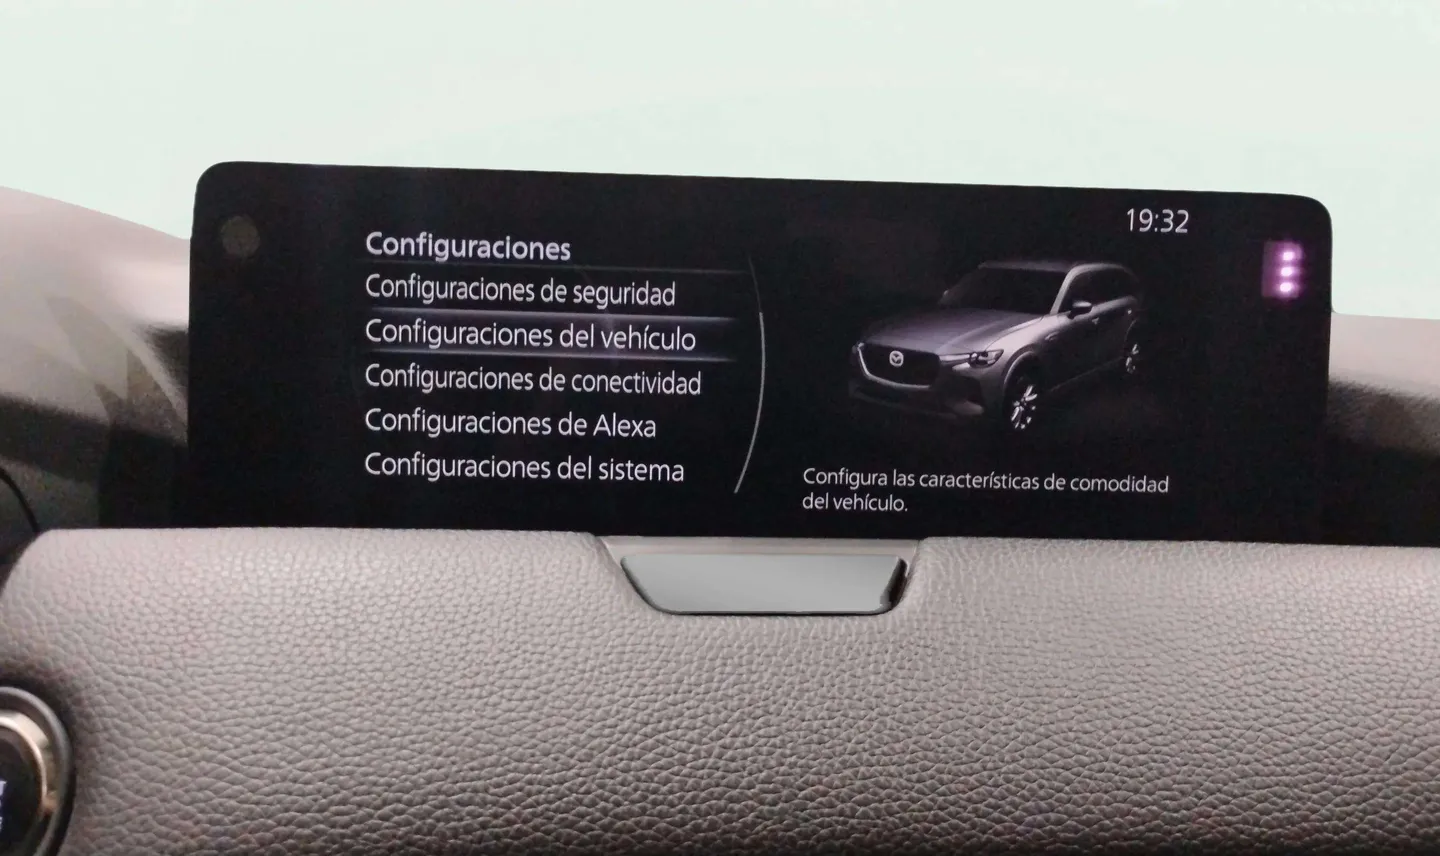 19:32
Configuraciones
Configuraciones de seguridad
Configuraciones del vehículo
Configuraciones de conectividad
Configuraciones de Alexa
Configuraciones del sistema
Configura las características de comodidad
del vehículo.